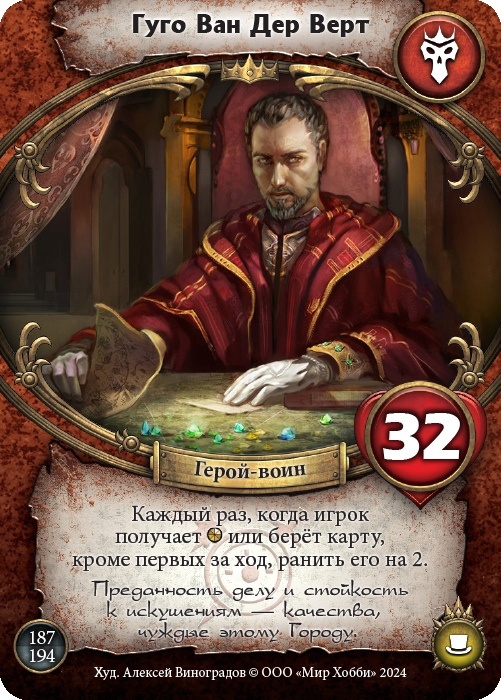 Гуго Ван Дер Верт
32
Герой-воин
Каждый раз, когда игрок
получает или берёт карту,
кроме первых за ход, ранить его на 2.
Преданность делу и стойкость
к искушениям — качества,
чуждые этому Городу.
187
194
Худ. Алексей Виноградов © ООО «Мир Хобби» 2024